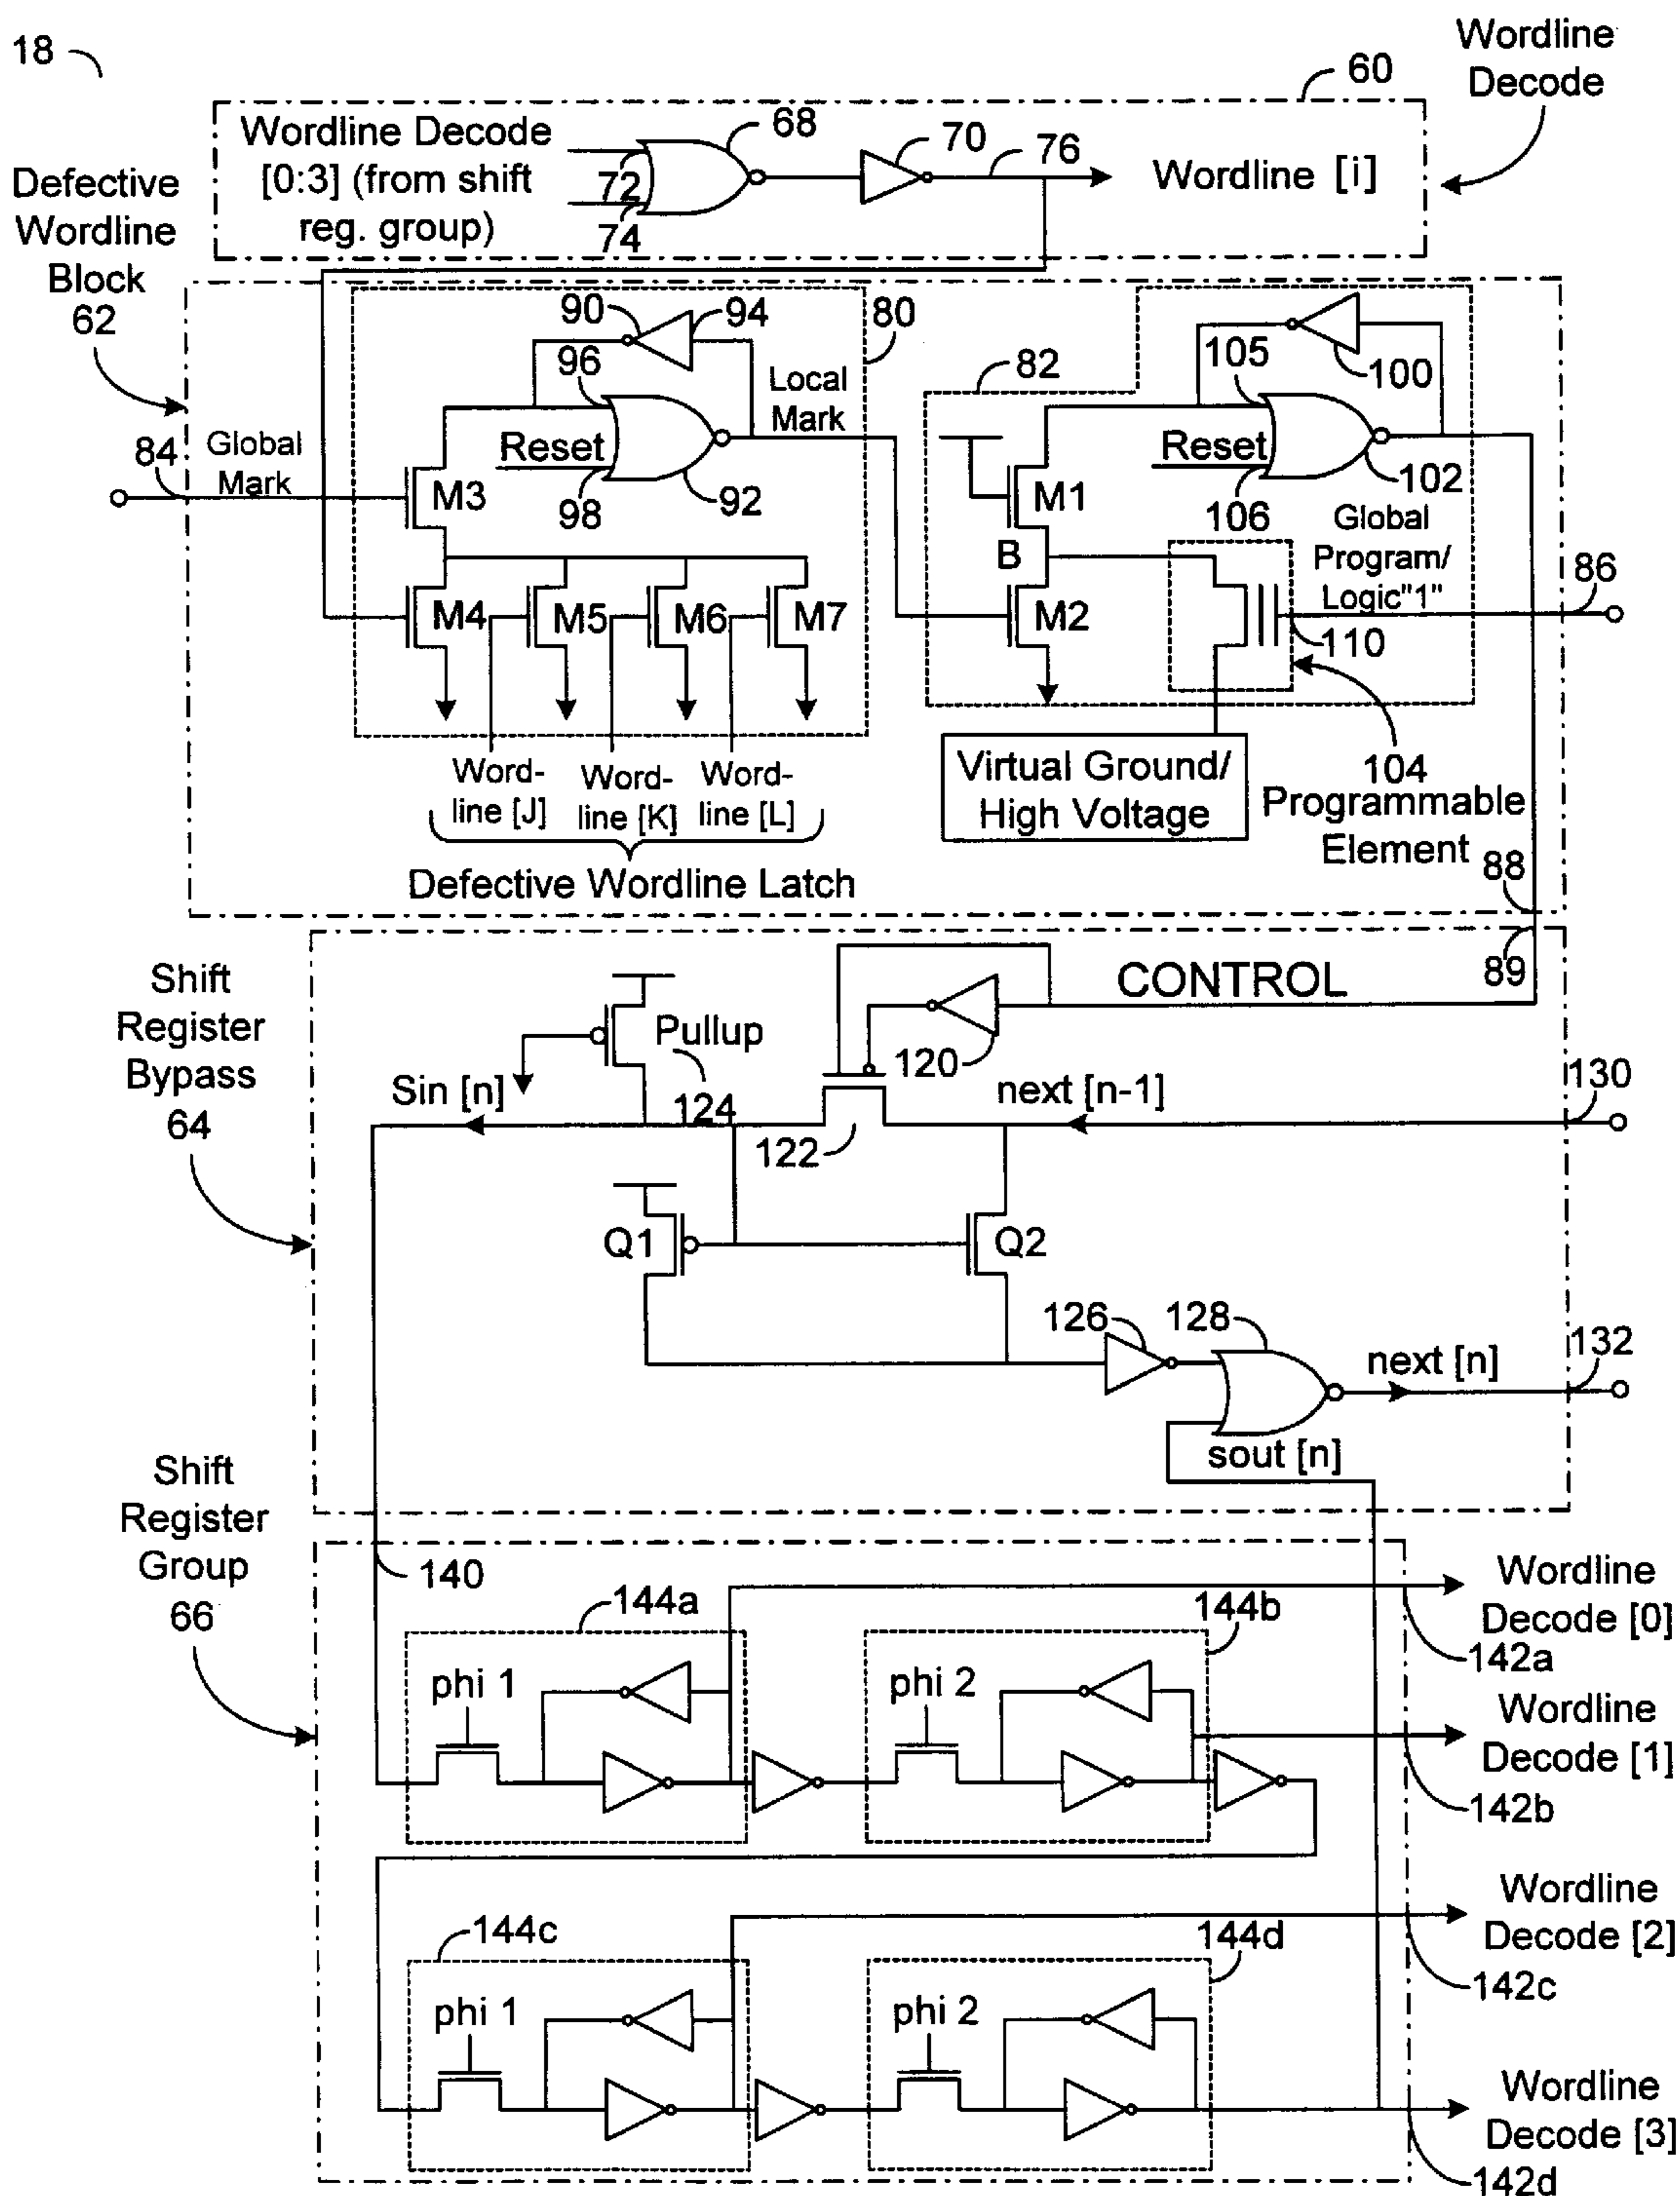 18
Wordline
Decode
60
Wordline Decode
[0:3] (from shift
reg. group)
68
70
76
72
74
Wordline [i]
Defective
Wordline
Block
62
90
94
80
96
Local
Mark
82
105
100
84
Global
Mark
Reset
98
92
M3
M1
Reset
106
102
B
Global
Program/
Logic"1"
86
M4
M5
M6
M7
M2
110
Word-
line [J]
Word-
line [K]
Word-
line [L]
Defective Wordline Latch
Virtual Ground/
High Voltage
104
Programmable
Element
88
89
Shift
Register
Bypass
64
Pullup
CONTROL
120
Sin [n]
124
122
next [n-1]
130
Q1
Q2
126
128
next [n]
132
sout [n]
Shift
Register
Group
66
140
144a
144b
Wordline
Decode [0]
142a
phi 1
phi 2
Wordline
Decode [1]
142b
144c
144d
Wordline
Decode [2]
142c
phi 1
phi 2
Wordline
Decode [3]
142d